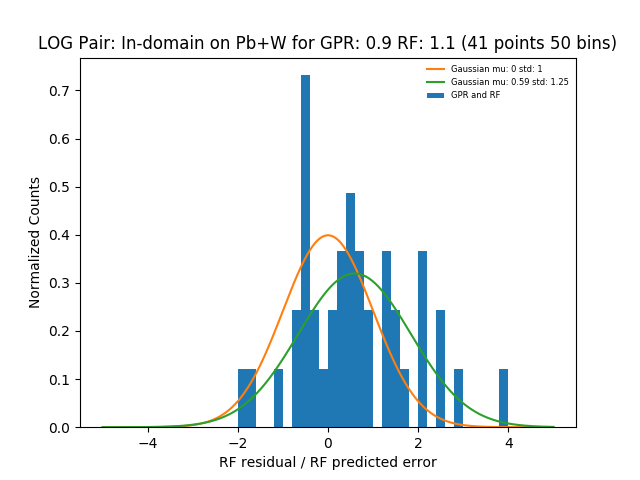 LOG Pair: In-domain on Pb+W for GPR: 0.9 RF: 1.1 (41 points 50 bins)
Gaussian mu: 0 std: 1
Gaussian mu: 0.59 std: 1.25
GPR and RF
Normalized Counts
0.7
0.6
0.5
0.4
0.3
0.2
0.1
0.0
−4 −2 0 2 4
RF residual / RF predicted error